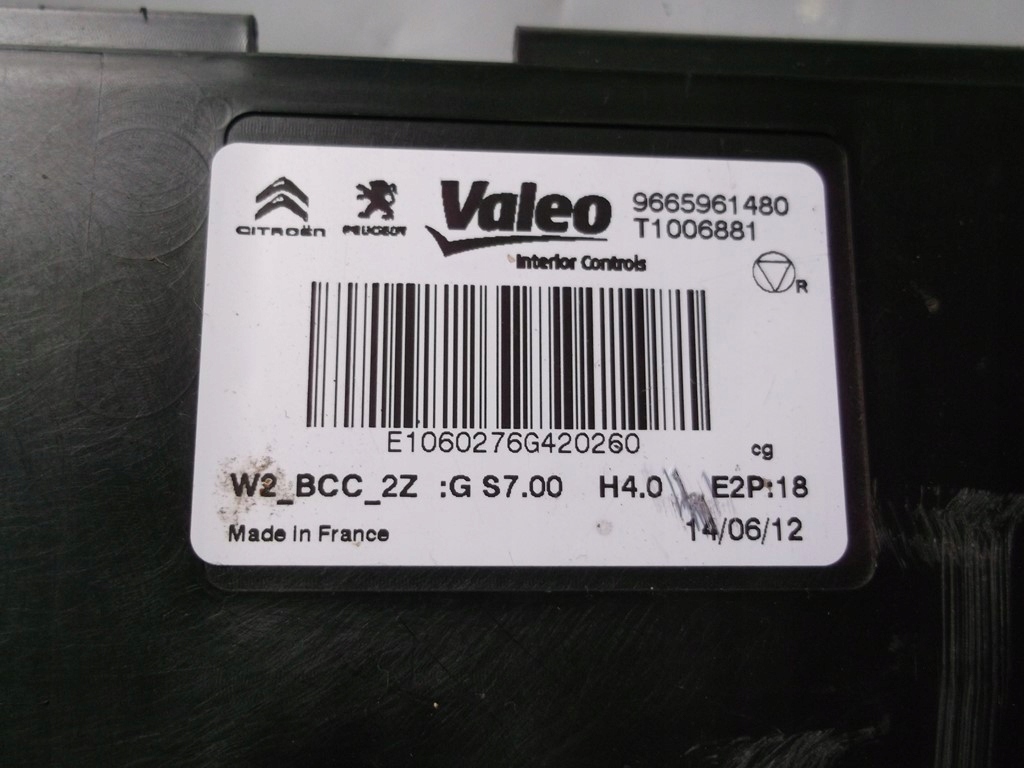 CITROËN PEUGEOT Valeo 9665961480
T1006881
Interior Controls
R
E1060276G420260
cg
W2_BCC_2Z :G S7.00 H4.0 E2P:18
Made in France 14/06/12